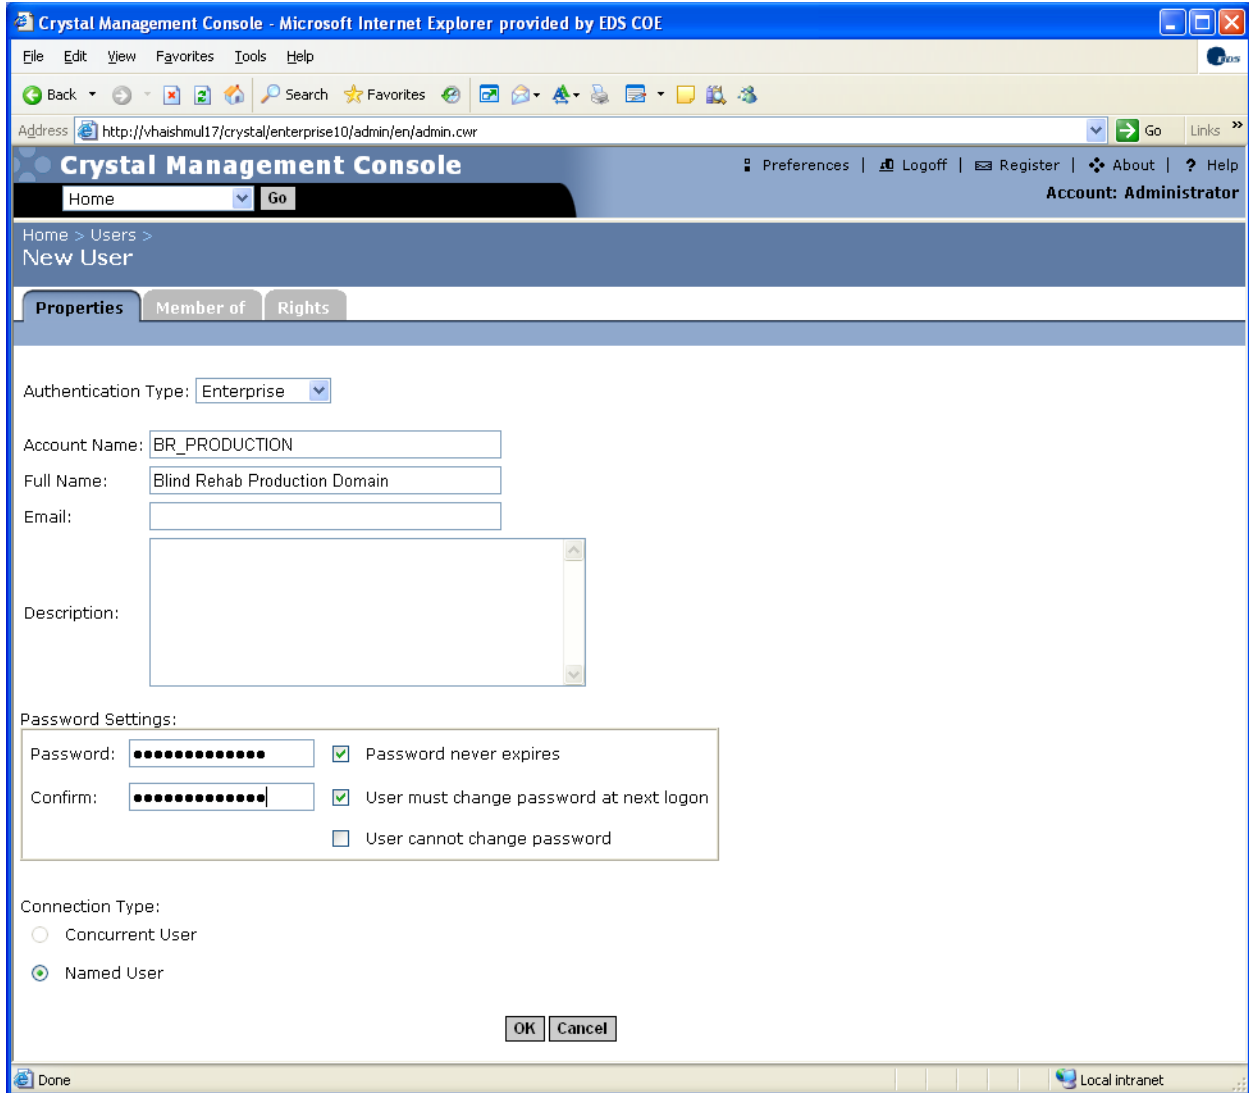 Crystal Management Console - Microsoft Internet Explorer provided by EDS COE
File Edit View Favorites Tools Help
EDS
Back Search Favorites
Address http://vhaishmul17/crystal/enterprise10/admin/en/admin.cwr Go Links »
Crystal Management Console
Preferences | Logoff | Register | About | ? Help
Home Go
Account: Administrator
Home > Users >
New User
Properties Member of Rights
Authentication Type: Enterprise
Account Name: BR_PRODUCTION
Full Name: Blind Rehab Production Domain
Email:
Description:
Password Settings:
Password: ●●●●●●●●●●●●● Password never expires
Confirm: ●●●●●●●●●●●●● User must change password at next logon
User cannot change password
Connection Type:
Concurrent User
Named User
OK Cancel
Done Local intranet